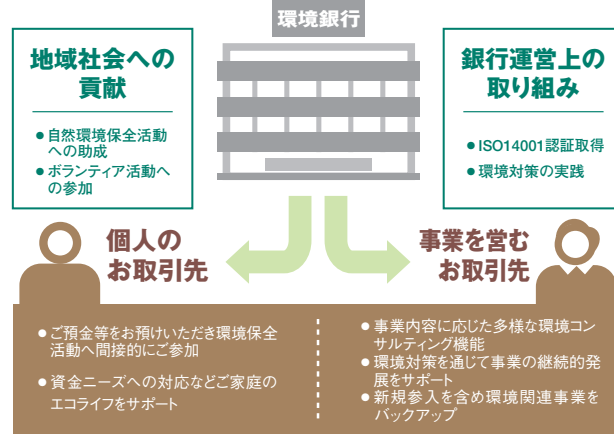 環境銀行
地域社会への
貢献
●自然環境保全活動
への助成
●ボランティア活動へ
の参加
銀行運営上の
取り組み
●ISO14001認証取得
●環境対策の実践
個人の
お取引先
事業を営む
お取引先
●ご預金等をお預けいただき環境保全
活動へ間接的にご参加
●資金ニーズへの対応などご家庭の
エコライフをサポート
●事業内容に応じた多様な環境コン
サルティング機能
●環境対策を通じて事業の継続的発
展をサポート
●新規参入を含め環境関連事業を
バックアップ